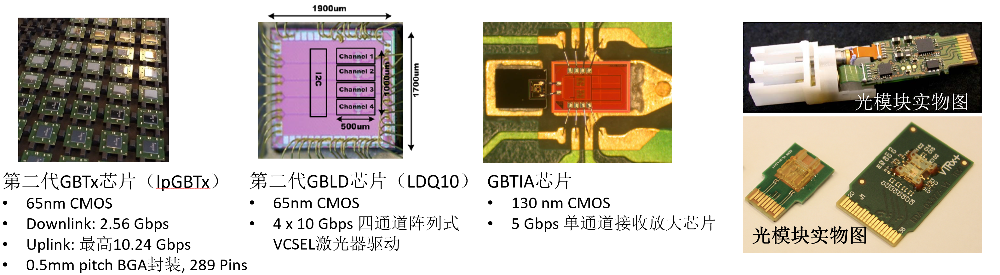 1900um
Channel 1
Channel 2
Channel 3
Channel 4
I2C
1000um
1700um
500um
光模块实物图
VTRx+
20
J1
38
光模块实物图
第二代GBTx芯片（lpGBTx）
• 65nm CMOS
• Downlink: 2.56 Gbps
• Uplink: 最高10.24 Gbps
• 0.5mm pitch BGA封装, 289 Pins
第二代GBLD芯片（LDQ10）
• 65nm CMOS
• 4 x 10 Gbps 四通道阵列式
VCSEL激光器驱动
GBTIA芯片
• 130 nm CMOS
• 5 Gbps 单通道接收放大芯片